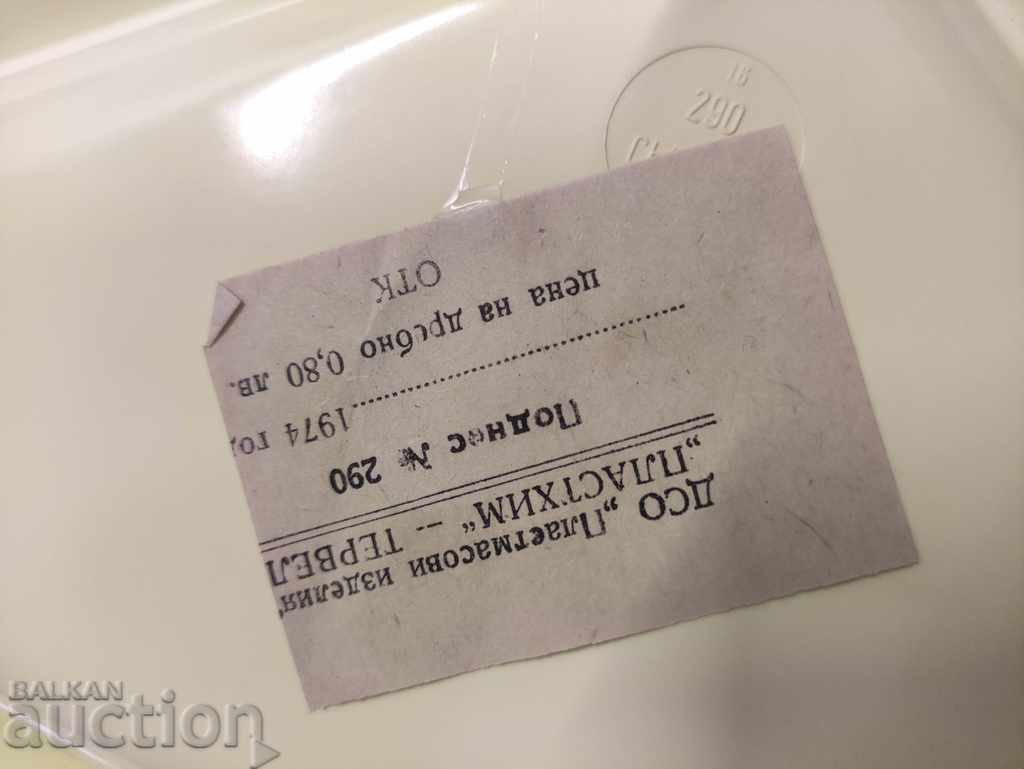 ДСО „Пластмасови изделия“
„ПЛАСТХИМ“ -- ТЕРВЕЛ
Поднос № 290
.......................1974 год
цена на дребно 0,80 лв.
ОТК
16
290
BALKAN
auction